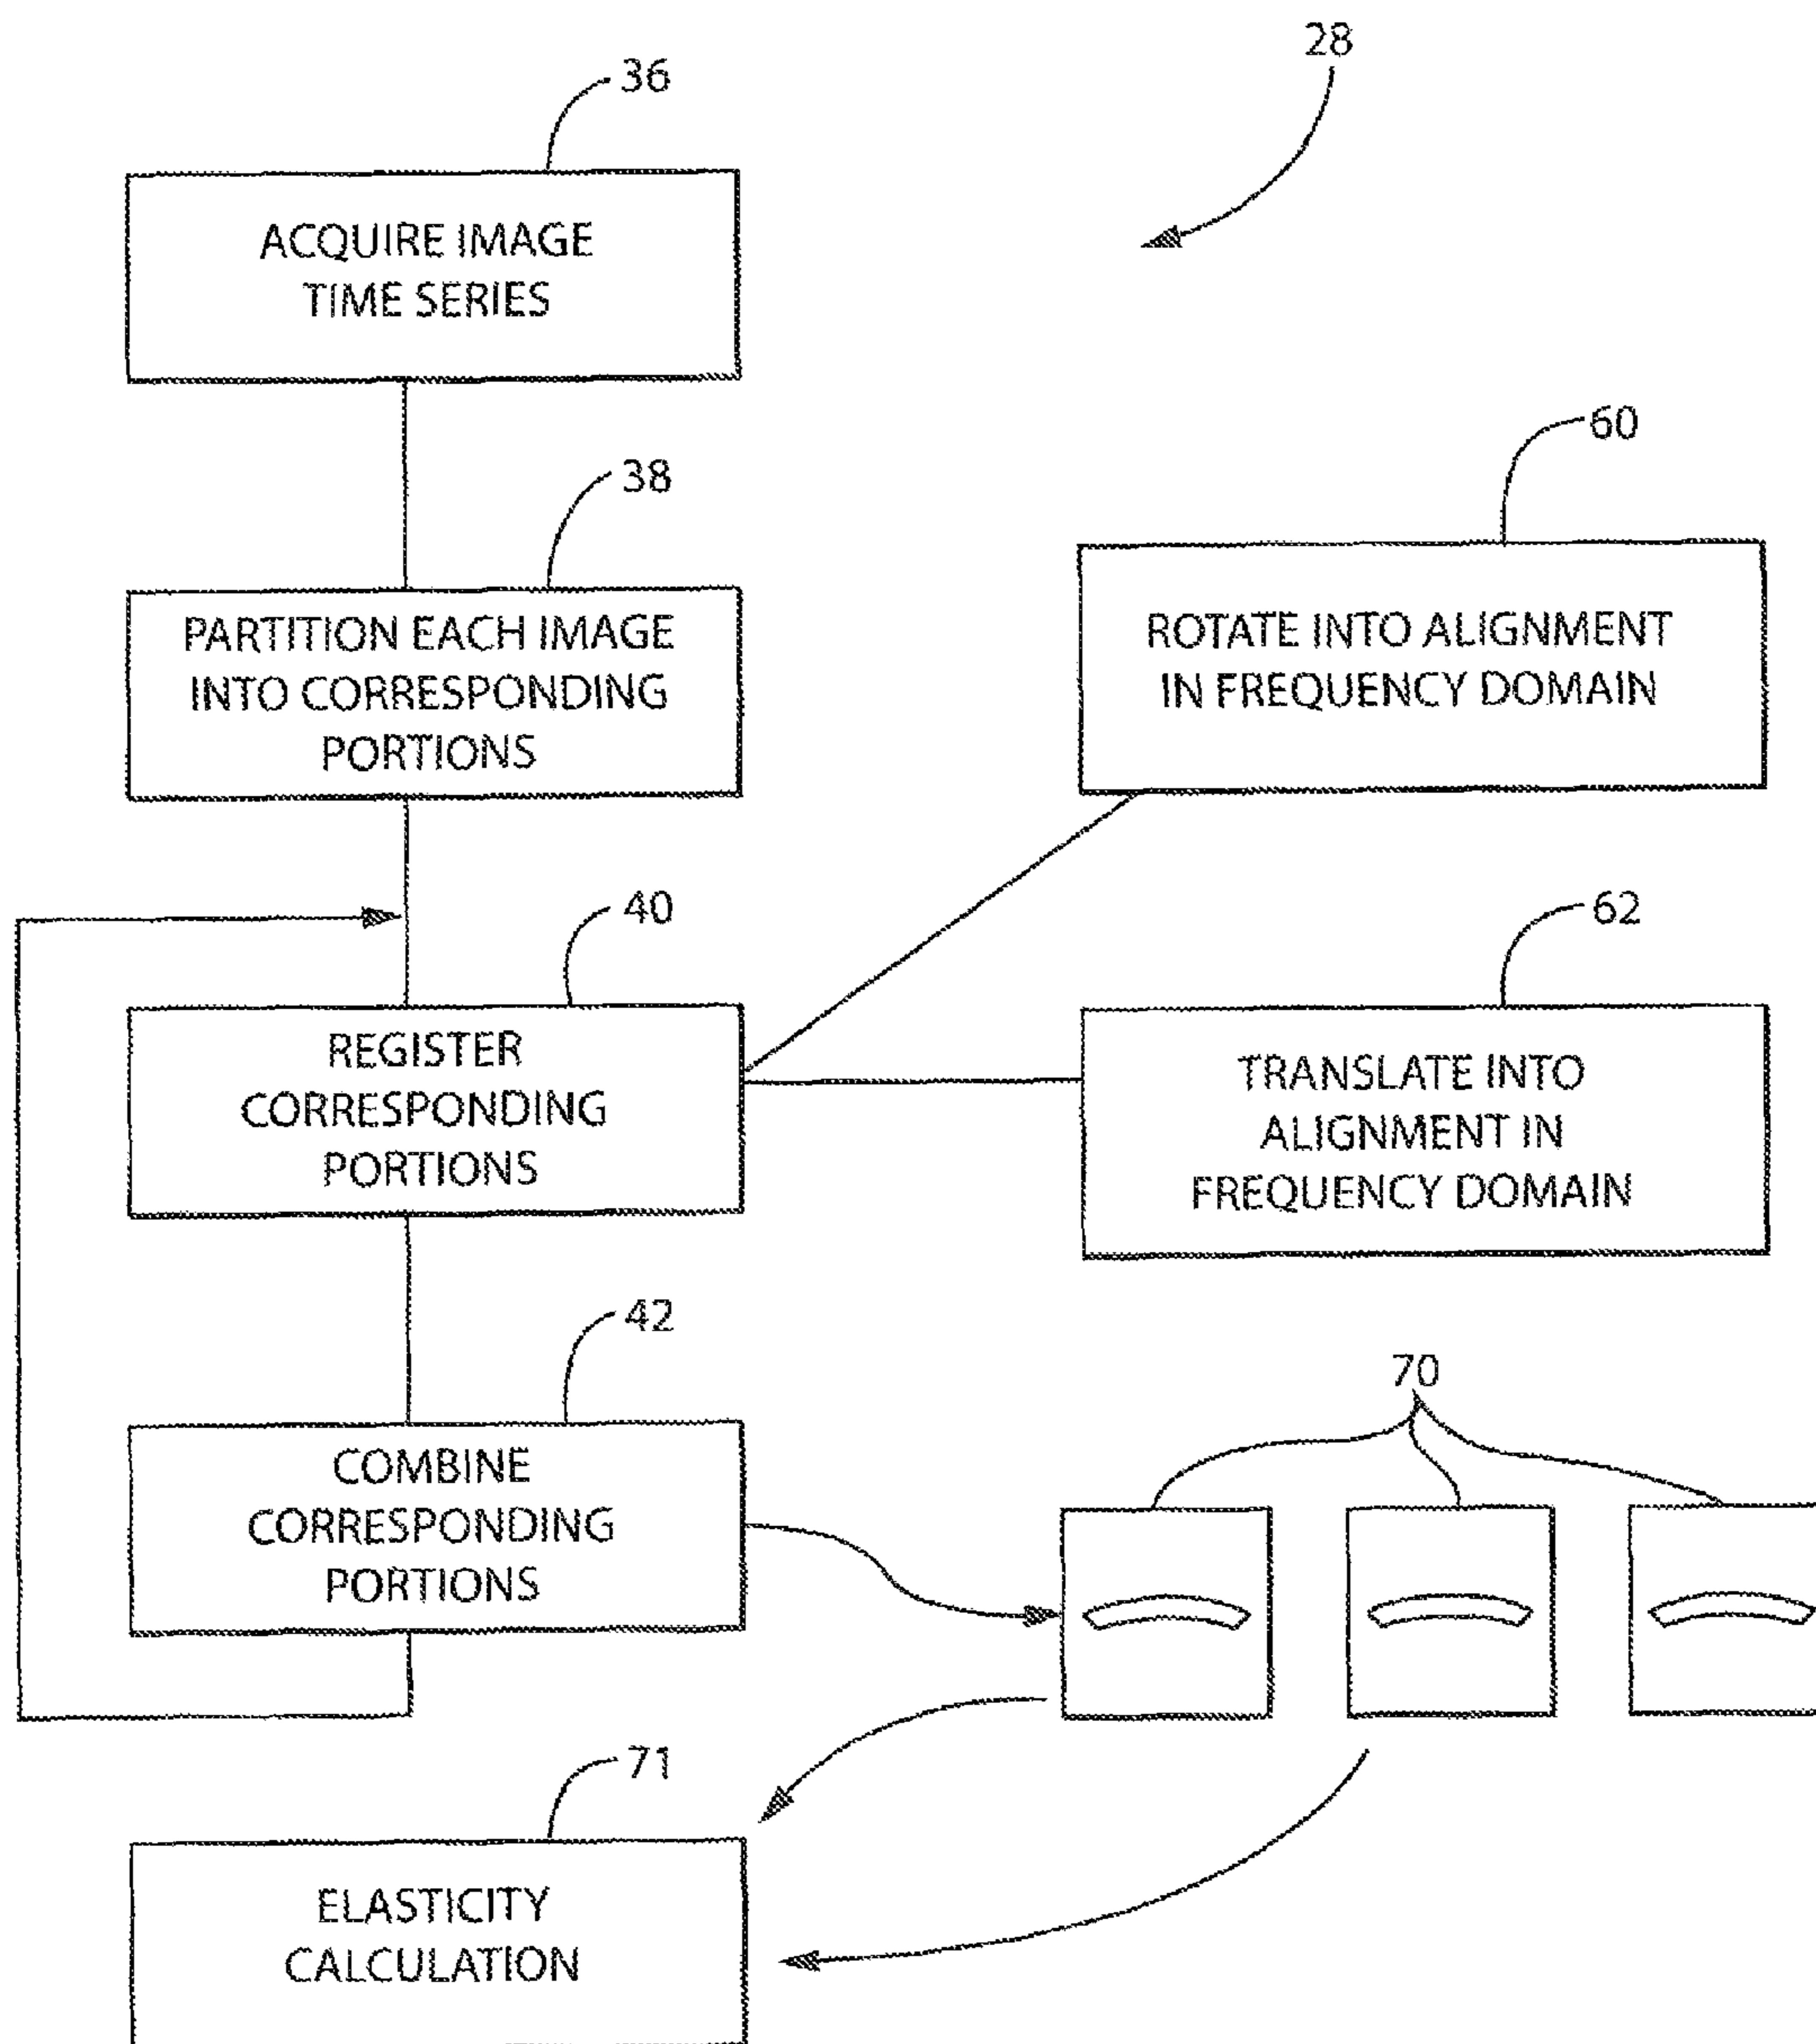 28
36
ACQUIRE IMAGE
TIME SERIES
38
PARTITION EACH IMAGE
INTO CORRESPONDING
PORTIONS
60
ROTATE INTO ALIGNMENT
IN FREQUENCY DOMAIN
40
REGISTER
CORRESPONDING
PORTIONS
62
TRANSLATE INTO
ALIGNMENT IN
FREQUENCY DOMAIN
42
COMBINE
CORRESPONDING
PORTIONS
70
71
ELASTICITY
CALCULATION